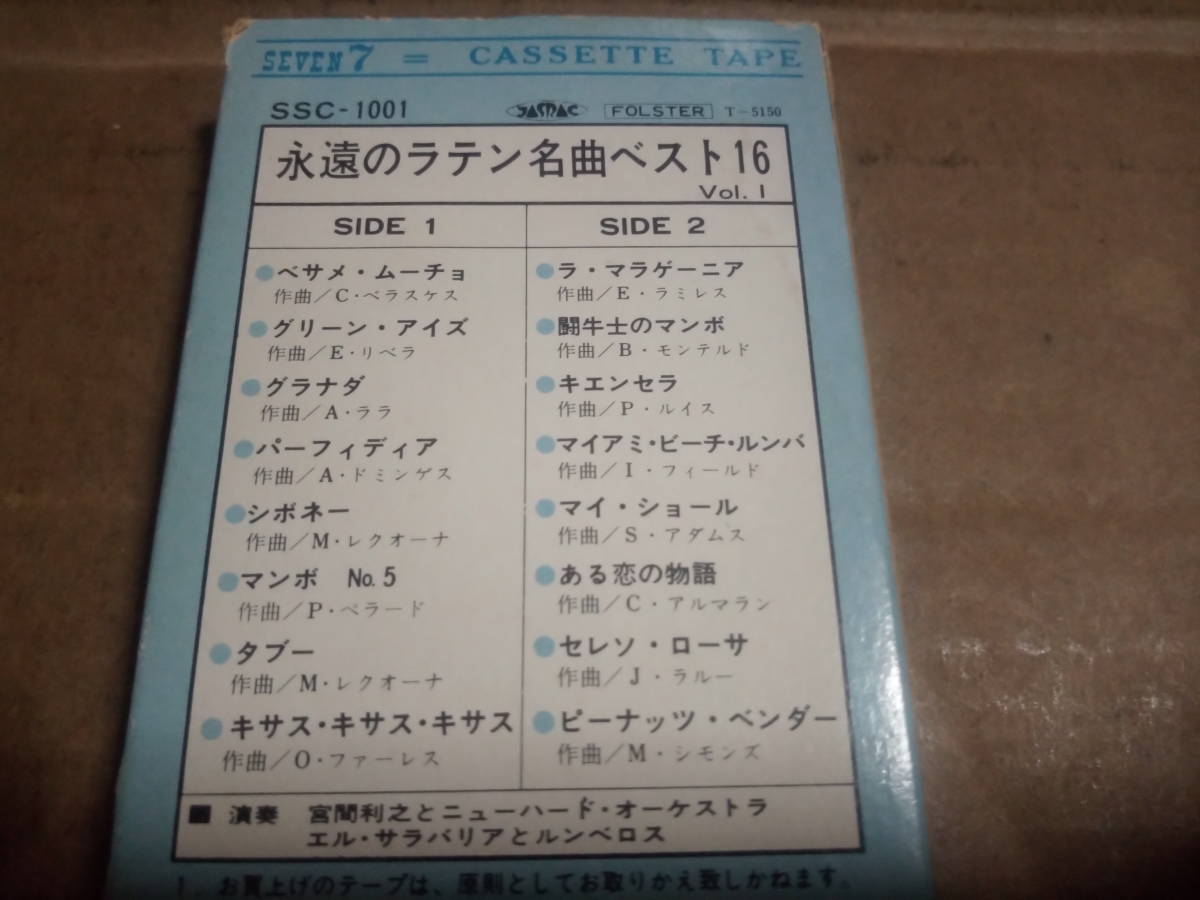 SEVEN 7 = CASSETTE TAPE
SSC-1001 JASRAC FOLSTER T-5150
永遠のラテン名曲ベスト16
Vol. 1
SIDE 1
●ベサメ・ムーチョ
作曲/C・ベラスケス
●グリーン・アイズ
作曲/E・リベラ
●グラナダ
作曲/A・ララ
●パーフィディア
作曲/A・ドミンゲス
●シボネー
作曲/M・レクオーナ
●マンボ No.5
作曲/P・ペラード
●タブー
作曲/M・レクオーナ
●キサス・キサス・キサス
作曲/O・ファーレス
SIDE 2
●ラ・マラゲーニア
作曲/E・ラミレス
●闘牛士のマンボ
作曲/B・モンテルド
●キエンセラ
作曲/P・ルイス
●マイアミ・ビーチ・ルンバ
作曲/I・フィールド
●マイ・ショール
作曲/S・アダムス
●ある恋の物語
作曲/C・アルマラン
●セレソ・ローサ
作曲/J・ラルー
●ピーナッツ・ベンダー
作曲/M・シモンズ
■ 演奏 宮間利之とニューハード・オーケストラ
エル・サラバリアとルンベロス
1. お買上げのテープは、原則としてお取りかえ致しかねます。